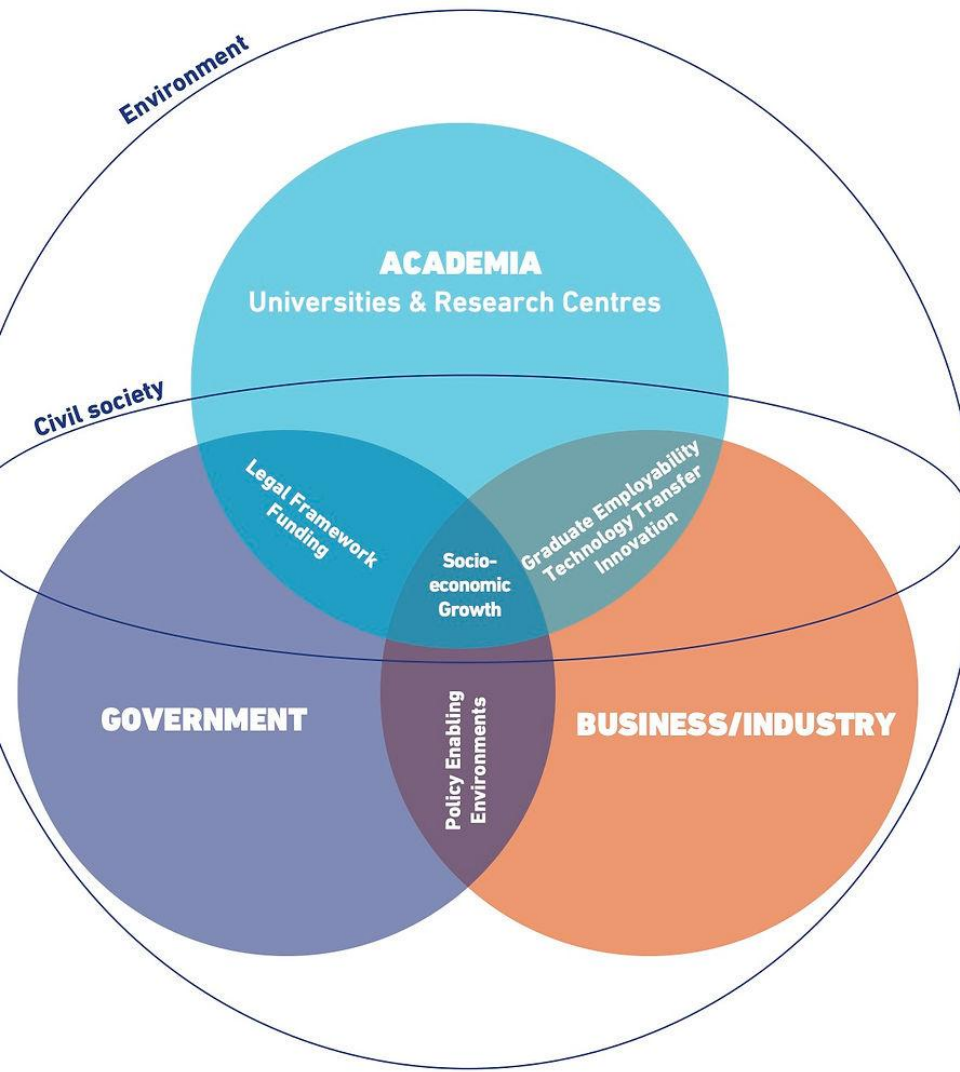 Environment
ACADEMIA
Universities & Research Centres
Civil society
Legal Framework
Funding
Graduate Employability
Technology Transfer
Innovation
Socio-
economic
Growth
GOVERNMENT
BUSINESS/INDUSTRY
Policy Enabling
Environments